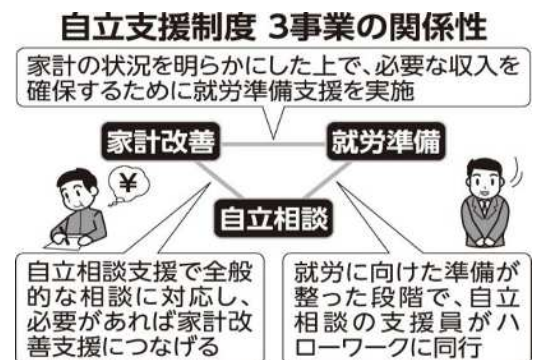 自立支援制度 3事業の関係性
家計の状況を明らかにした上で、必要な収入を
確保するために就労準備支援を実施
家計改善
就労準備
¥
自立相談
自立相談支援で全般
的な相談に対応し、
必要があれば家計改
善支援につなげる
就労に向けた準備が
整った段階で、自立
相談の支援員がハ
ローワークに同行